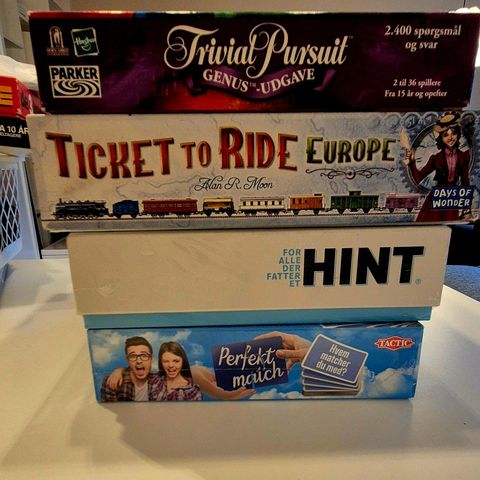 Hasbro
PARKER
Trivial Pursuit
GENUS™-UDGAVE
2.400 spørgsmål
og svar
2 til 36 spillere
Fra 15 år og opefter
A 10 ÅR
TICKET TO RIDE EUROPE
Alan R. Moon
DAYS OF
WONDER
FOR
ALLE
DER
FATTER
ET
HINT®
Perfekt
match
Hvem
matcher
du med?
TACTIC